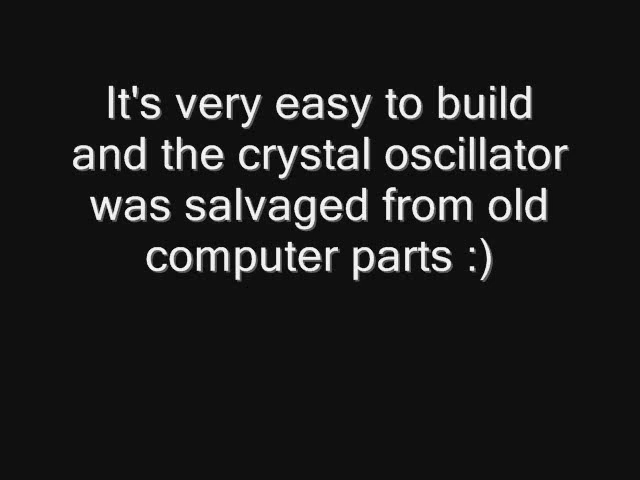 It's very easy to build
and the crystal oscillator
was salvaged from old
computer parts :)